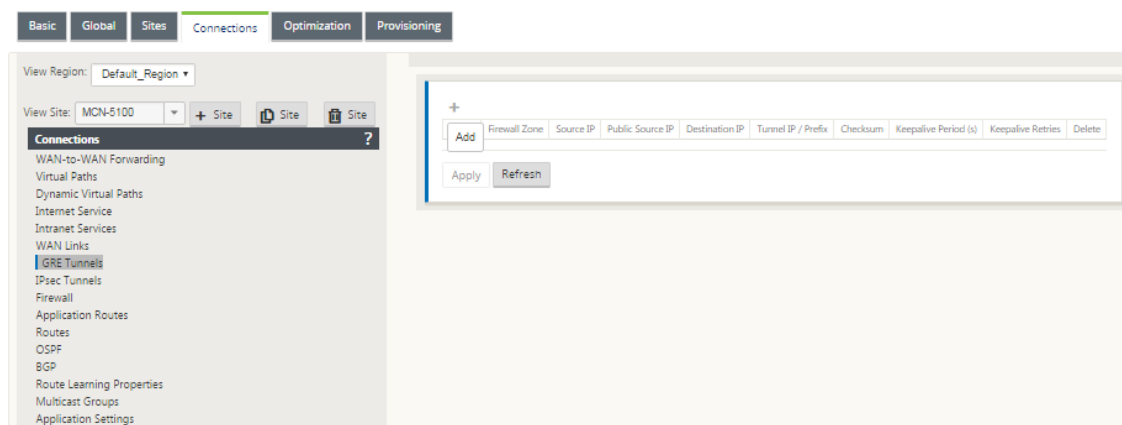 Basic Global Sites Connections Optimization Provisioning
View Region: Default_Region
View Site: MCN-5100 + Site Site Site
Connections ?
WAN-to-WAN Forwarding
Virtual Paths
Dynamic Virtual Paths
Internet Service
Intranet Services
WAN Links
GRE Tunnels
IPsec Tunnels
Firewall
Application Routes
Routes
OSPF
BGP
Route Learning Properties
Multicast Groups
Application Settings
+
Add Firewall Zone Source IP Public Source IP Destination IP Tunnel IP / Prefix Checksum Keepalive Period (s) Keepalive Retries Delete
Apply Refresh